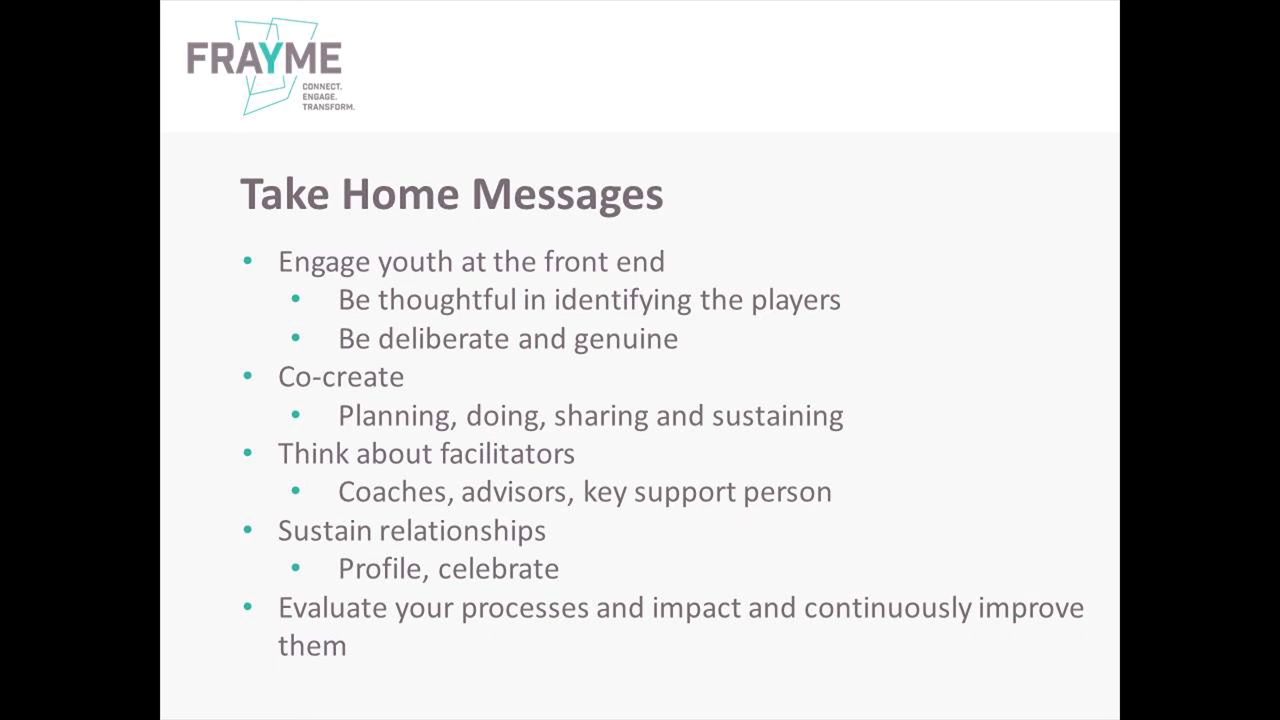 FRAYME
CONNECT.
ENGAGE.
TRANSFORM.
Take Home Messages
• Engage youth at the front end
• Be thoughtful in identifying the players
• Be deliberate and genuine
• Co-create
• Planning, doing, sharing and sustaining
• Think about facilitators
• Coaches, advisors, key support person
• Sustain relationships
• Profile, celebrate
• Evaluate your processes and impact and continuously improve
them